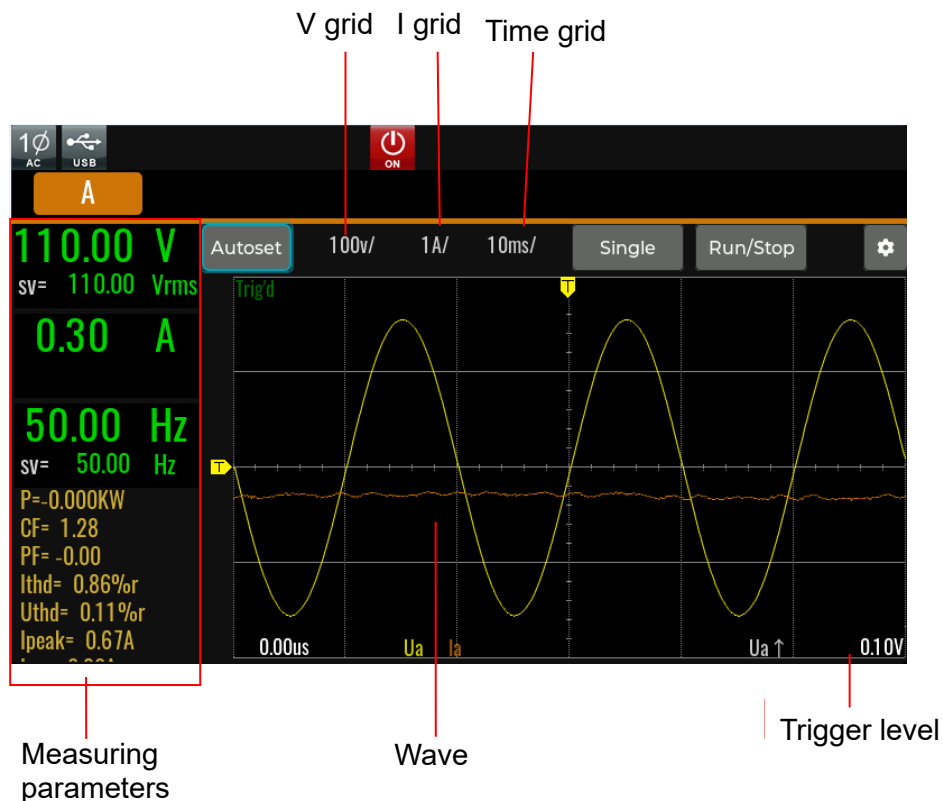 V grid I grid Time grid
1Ø
AC USB ON
A
110.00 V
sv= 110.00 Vrms
Autoset 100v/ 1A/ 10ms/ Single Run/Stop
Trig'd T
0.30 A
50.00 Hz
sv= 50.00 Hz
T
P=-0.000KW
CF= 1.28
PF= -0.00
Ithd= 0.86%r
Uthd= 0.11%r
Ipeak= 0.67A
0.00us Ua Ia Ua↑ 0.10V
Measuring
parameters
Wave
Trigger level